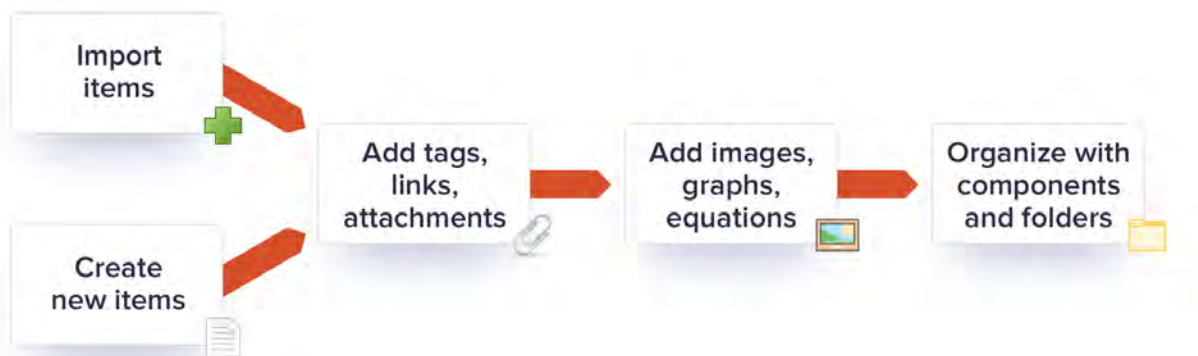 Import
items
Create
new items
Add tags,
links,
attachments
Add images,
graphs,
equations
Organize with
components
and folders